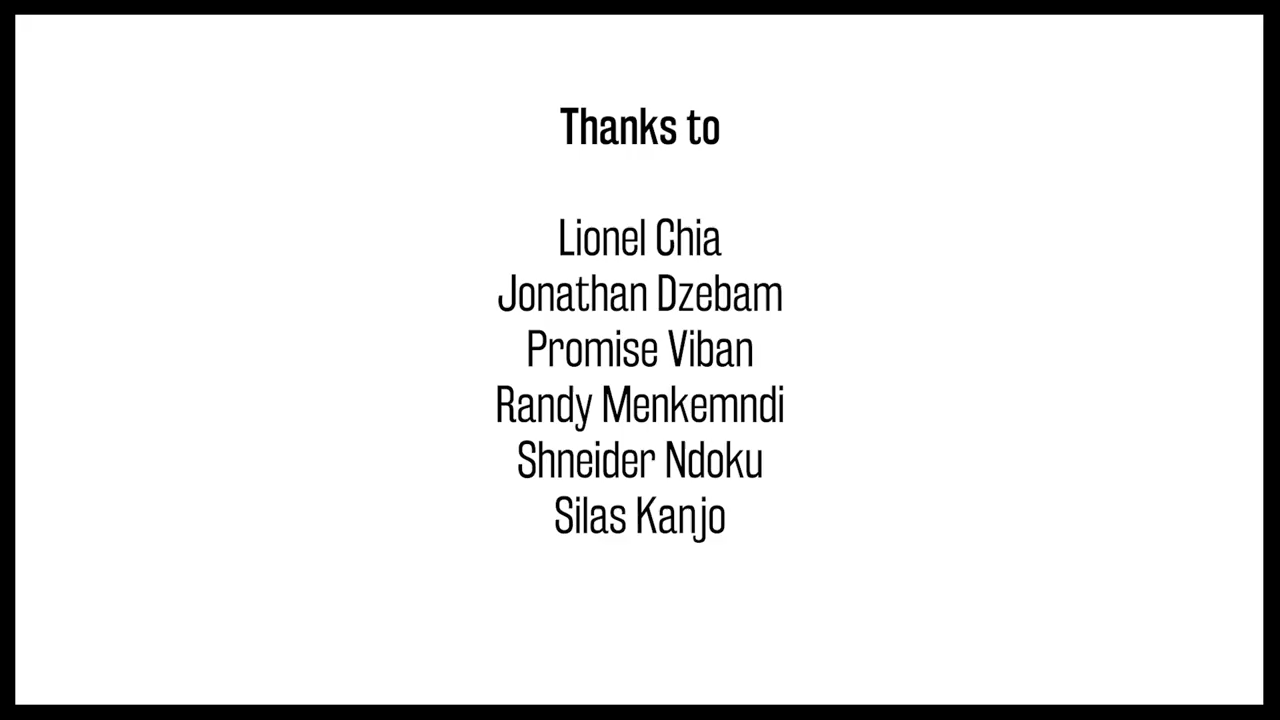 Thanks to
Lionel Chia
Jonathan Dzebam
Promise Viban
Randy Menkemndi
Shneider Ndoku
Silas Kanjo